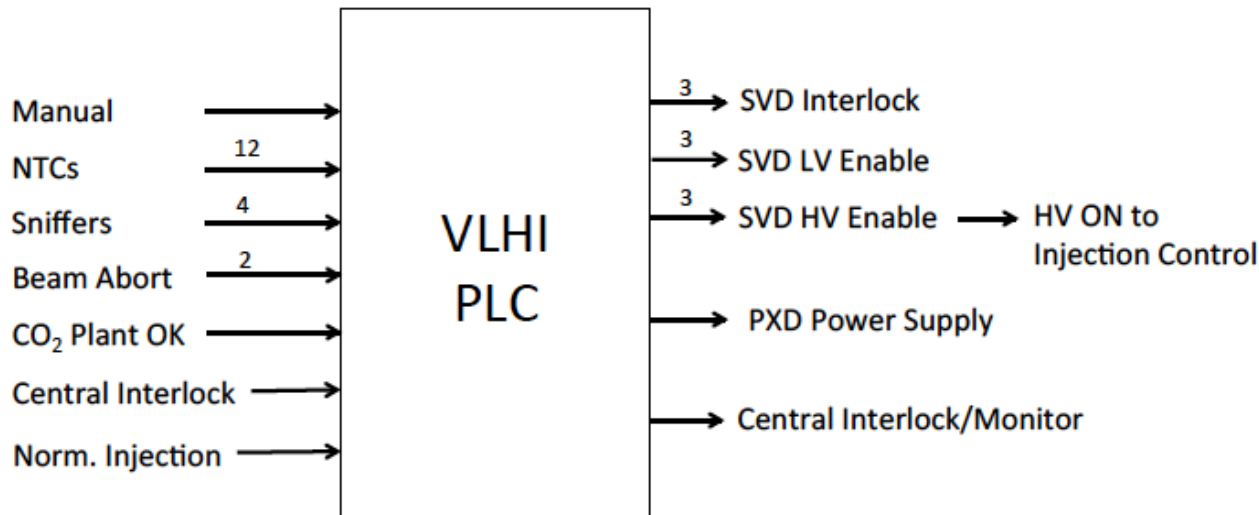 Manual
12
NTCs
4
Sniffers
2
Beam Abort
CO₂ Plant OK
Central Interlock
Norm. Injection
VLHI
PLC
3
SVD Interlock
3
SVD LV Enable
3
SVD HV Enable
HV ON to
Injection Control
PXD Power Supply
Central Interlock/Monitor